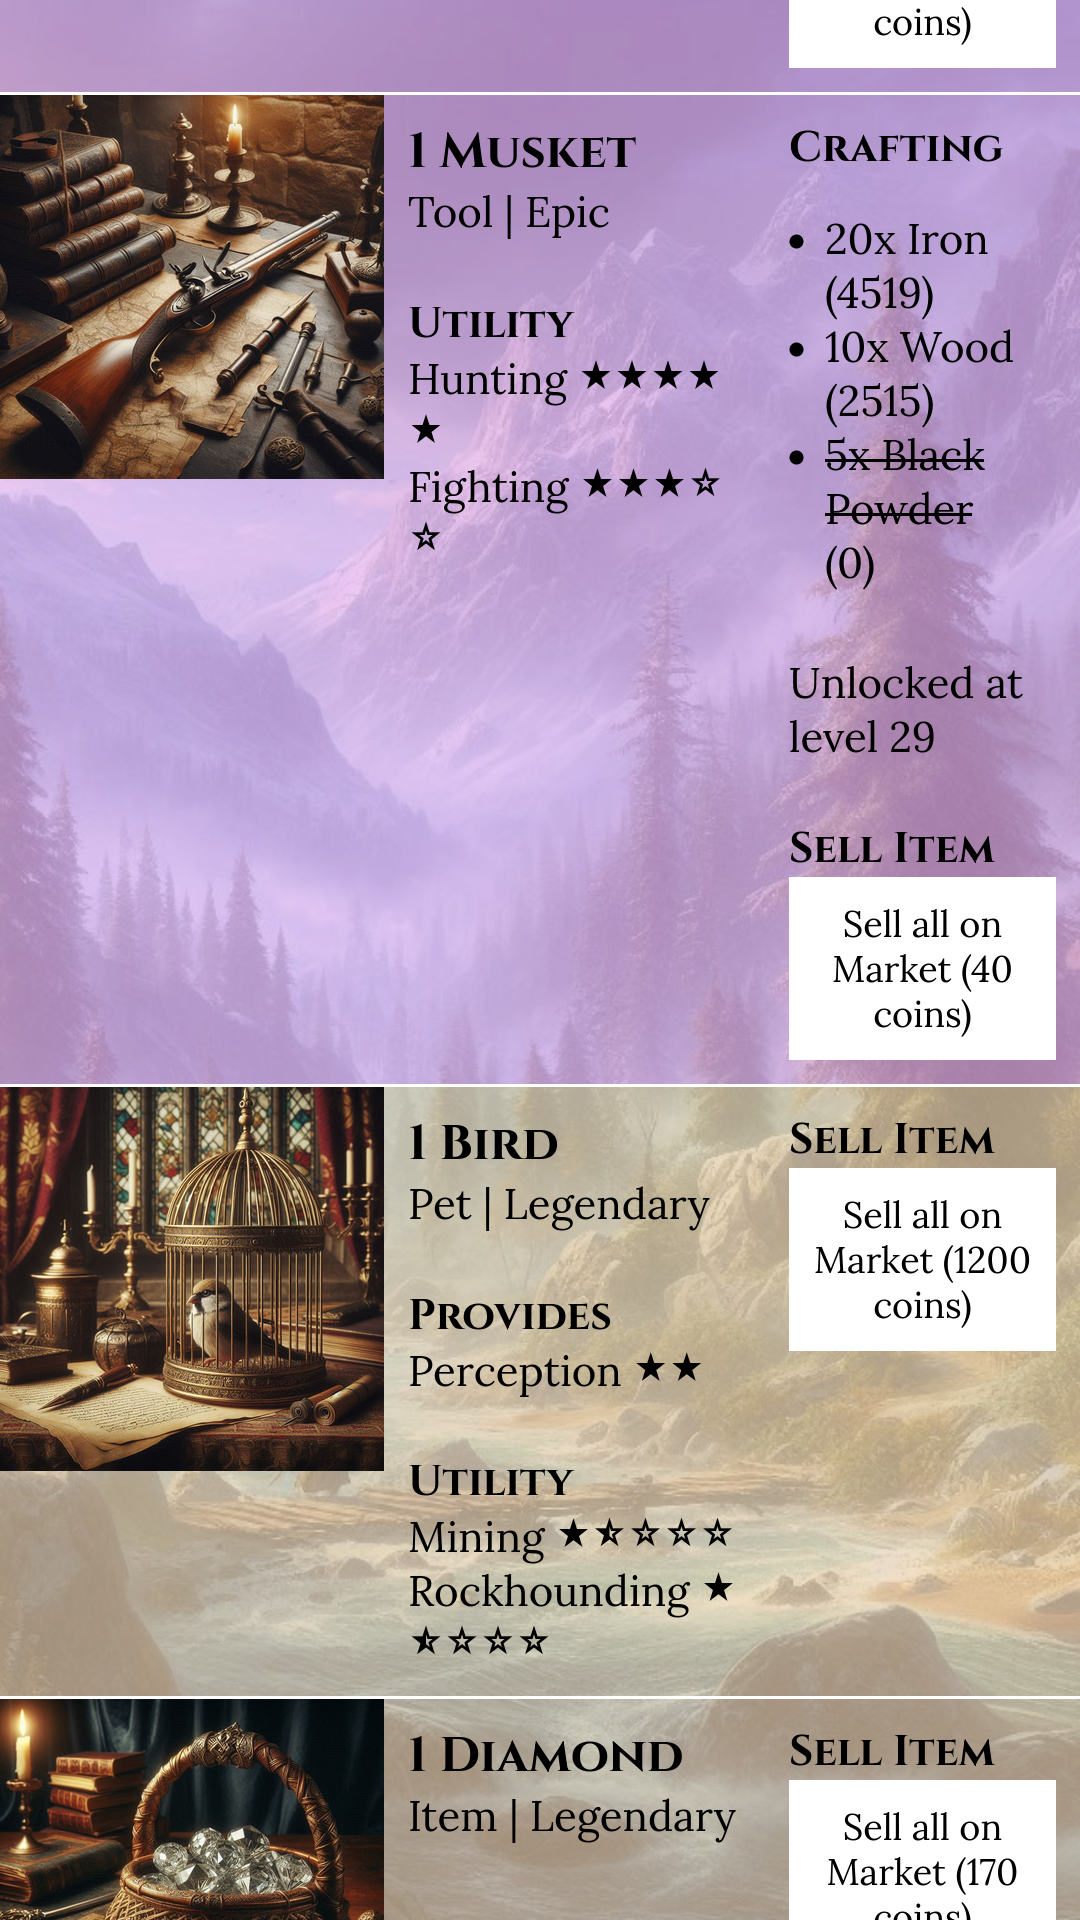 coins)
1 Musket
Tool | Epic
Utility
Hunting ★★★★
★
Fighting ★★★☆
☆
Crafting
• 20x Iron
(4519)
• 10x Wood
(2515)
• 5x Black
Powder
(0)
Unlocked at
level 29
Sell Item
Sell all on
Market (40
coins)
1 Bird
Pet | Legendary
Provides
Perception ★★
Utility
Mining ★⯪☆☆☆
Rockhounding ★
⯪☆☆☆
Sell Item
Sell all on
Market (1200
coins)
1 Diamond
Item | Legendary
Sell Item
Sell all on
Market (170
coins)